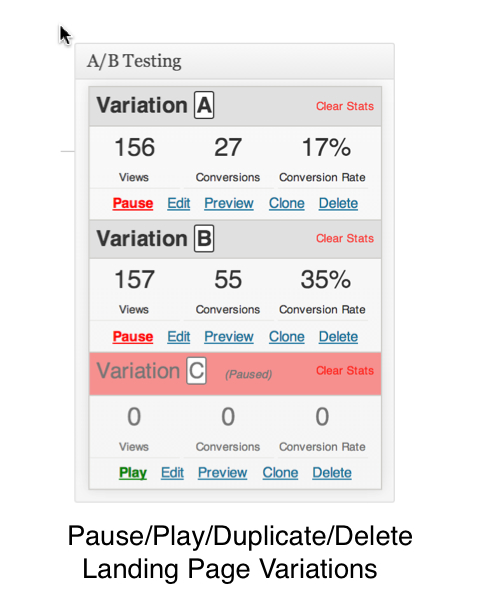 A/B Testing
Variation A Clear Stats
156 27 17%
Views Conversions Conversion Rate
Pause Edit Preview Clone Delete
Variation B Clear Stats
157 55 35%
Views Conversions Conversion Rate
Pause Edit Preview Clone Delete
Variation C (Paused) Clear Stats
0 0 0
Views Conversions Conversion Rate
Play Edit Preview Clone Delete
Pause/Play/Duplicate/Delete
Landing Page Variations